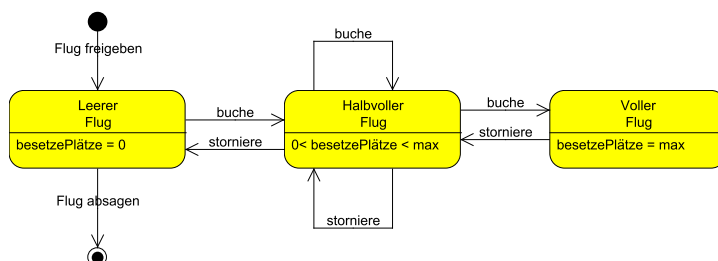 buche
Flug freigeben
Leerer
Flug
besetzePlätze = 0
buche
storniere
Halbvoller
Flug
0< besetzePlätze < max
buche
storniere
Voller
Flug
besetzePlätze = max
Flug absagen
storniere